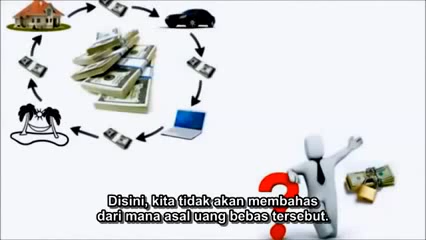 Disini, kita tidak akan membahas
dari mana asal uang bebas tersebut.